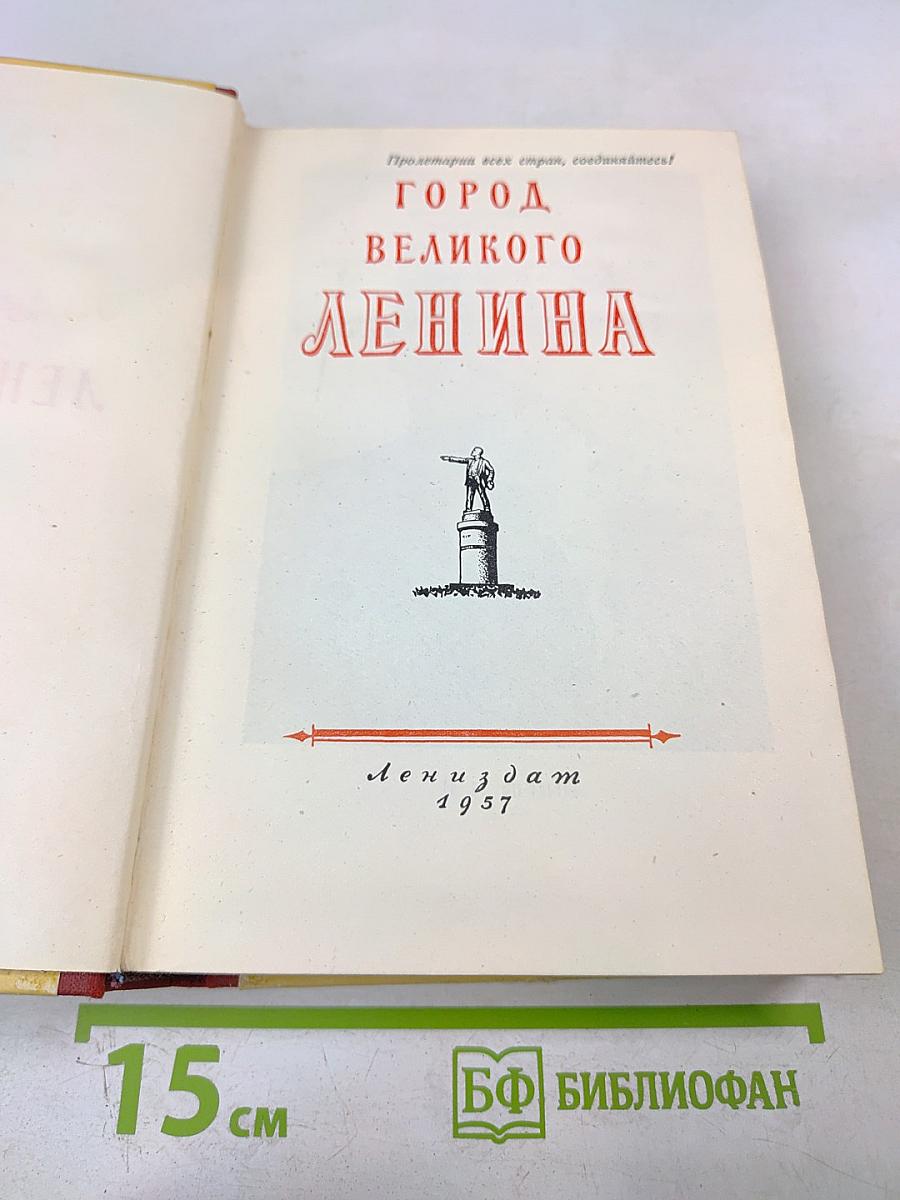 Пролетарии всех стран, соединяйтесь!
ГОРОД
ВЕЛИКОГО
ЛЕНИНА
Лениздат
1957
15 см
БФ БИБЛИОФАН